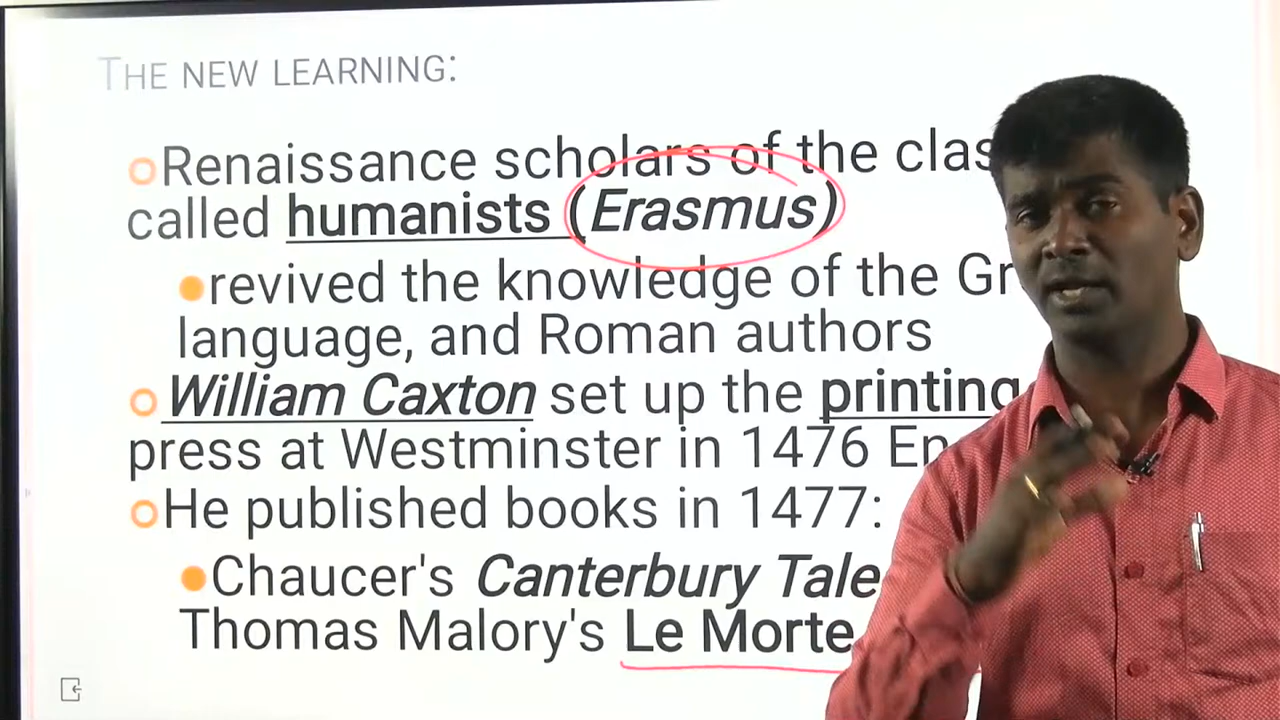 THE NEW LEARNING:
Renaissance scholars of the clas
called humanists (Erasmus)
revived the knowledge of the Gr
language, and Roman authors
William Caxton set up the printing
press at Westminster in 1476 En
He published books in 1477:
Chaucer's Canterbury Tale
Thomas Malory's Le Morte